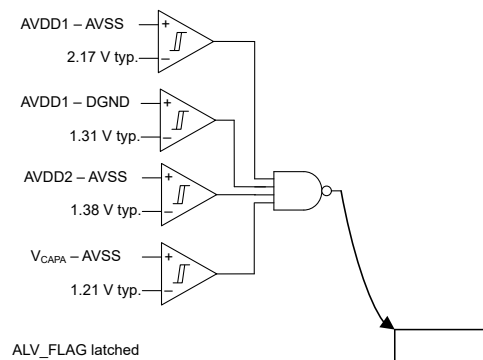 AVDD1 – AVSS
+
2.17 V typ.
–
AVDD1 – DGND
+
1.31 V typ.
–
AVDD2 – AVSS
+
1.38 V typ.
–
VCAPA – AVSS
+
1.21 V typ.
–
ALV_FLAG latched